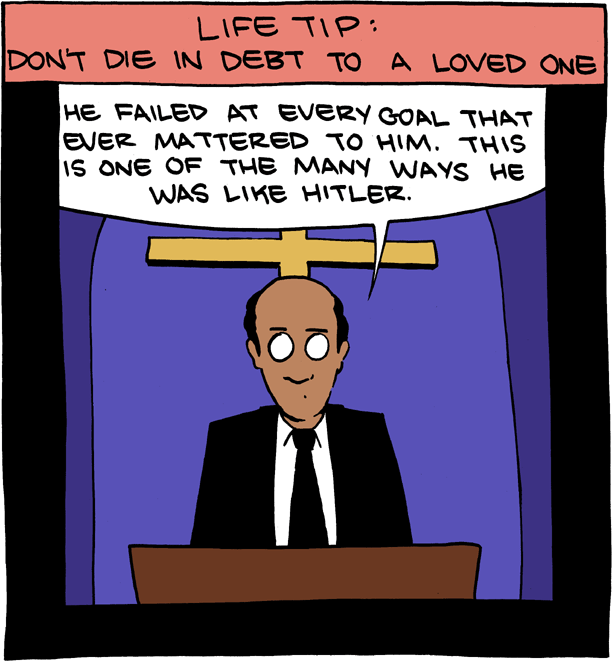 LIFE TIP:
DON'T DIE IN DEBT TO A LOVED ONE
HE FAILED AT EVERY GOAL THAT
EVER MATTERED TO HIM. THIS
IS ONE OF THE MANY WAYS HE
WAS LIKE HITLER.